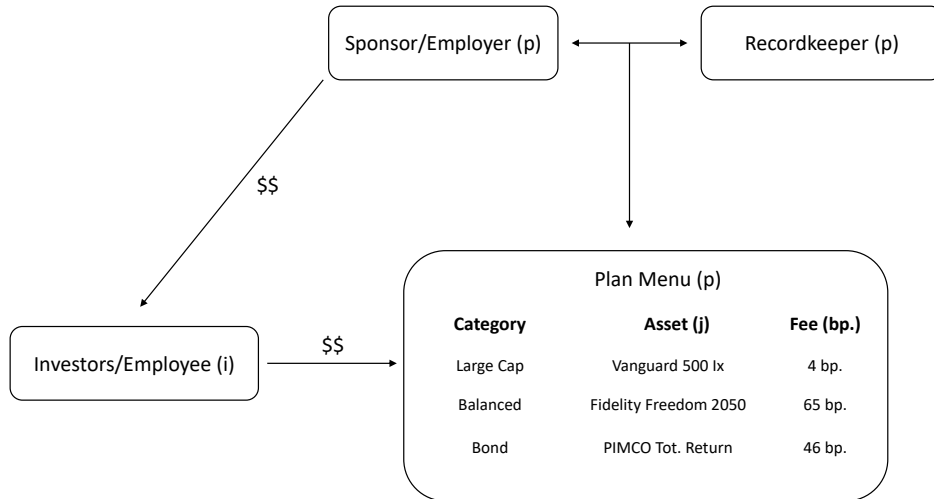 Sponsor/Employer (p)
Recordkeeper (p)
$$
Plan Menu (p)
Category Asset (j) Fee (bp.)
Investors/Employee (i)
$$
Large Cap Vanguard 500 Ix 4 bp.
Balanced Fidelity Freedom 2050 65 bp.
Bond PIMCO Tot. Return 46 bp.